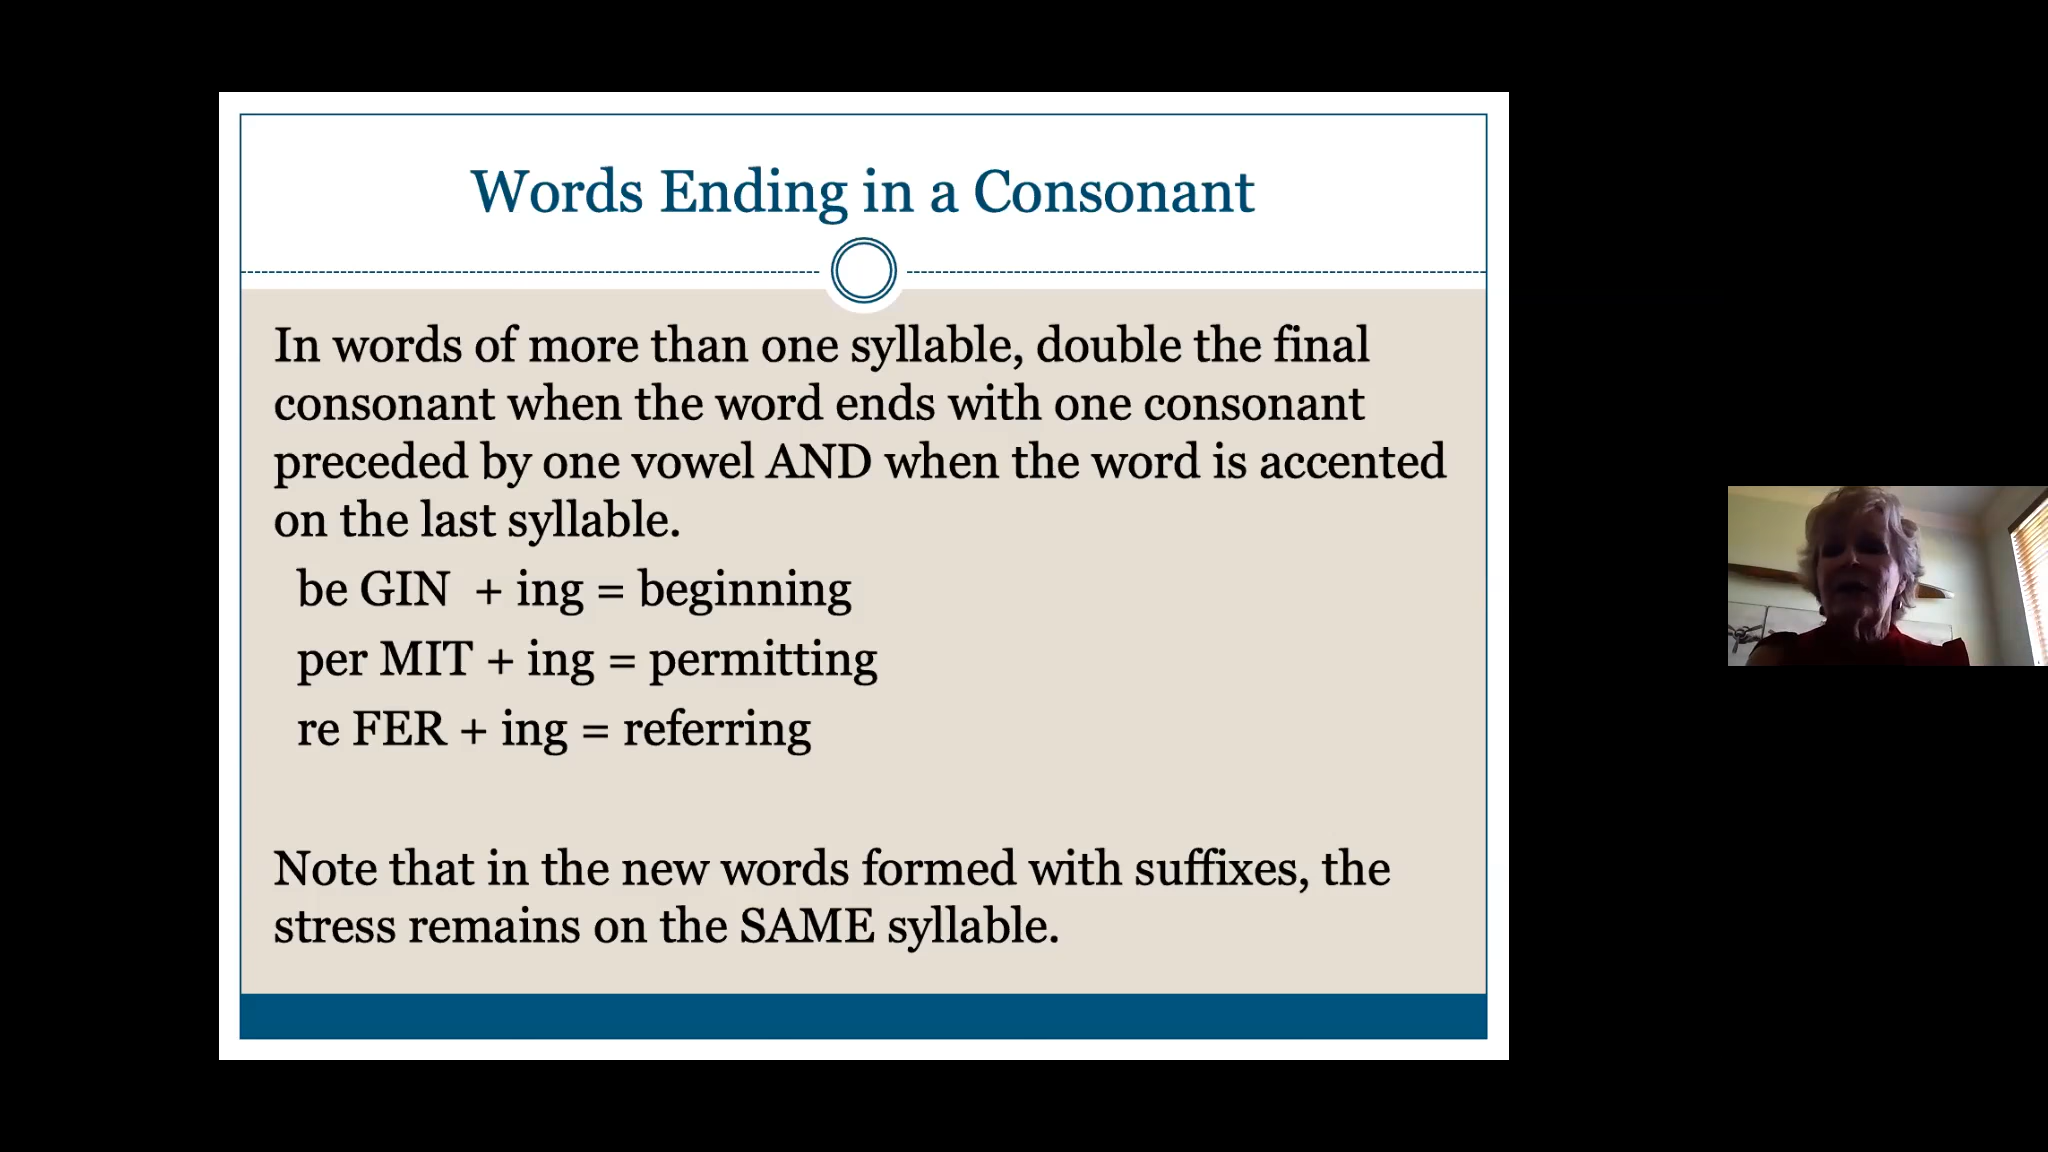 Words Ending in a Consonant
In words of more than one syllable, double the final
consonant when the word ends with one consonant
preceded by one vowel AND when the word is accented
on the last syllable.
be GIN + ing = beginning
per MIT + ing = permitting
re FER + ing = referring
Note that in the new words formed with suffixes, the
stress remains on the SAME syllable.